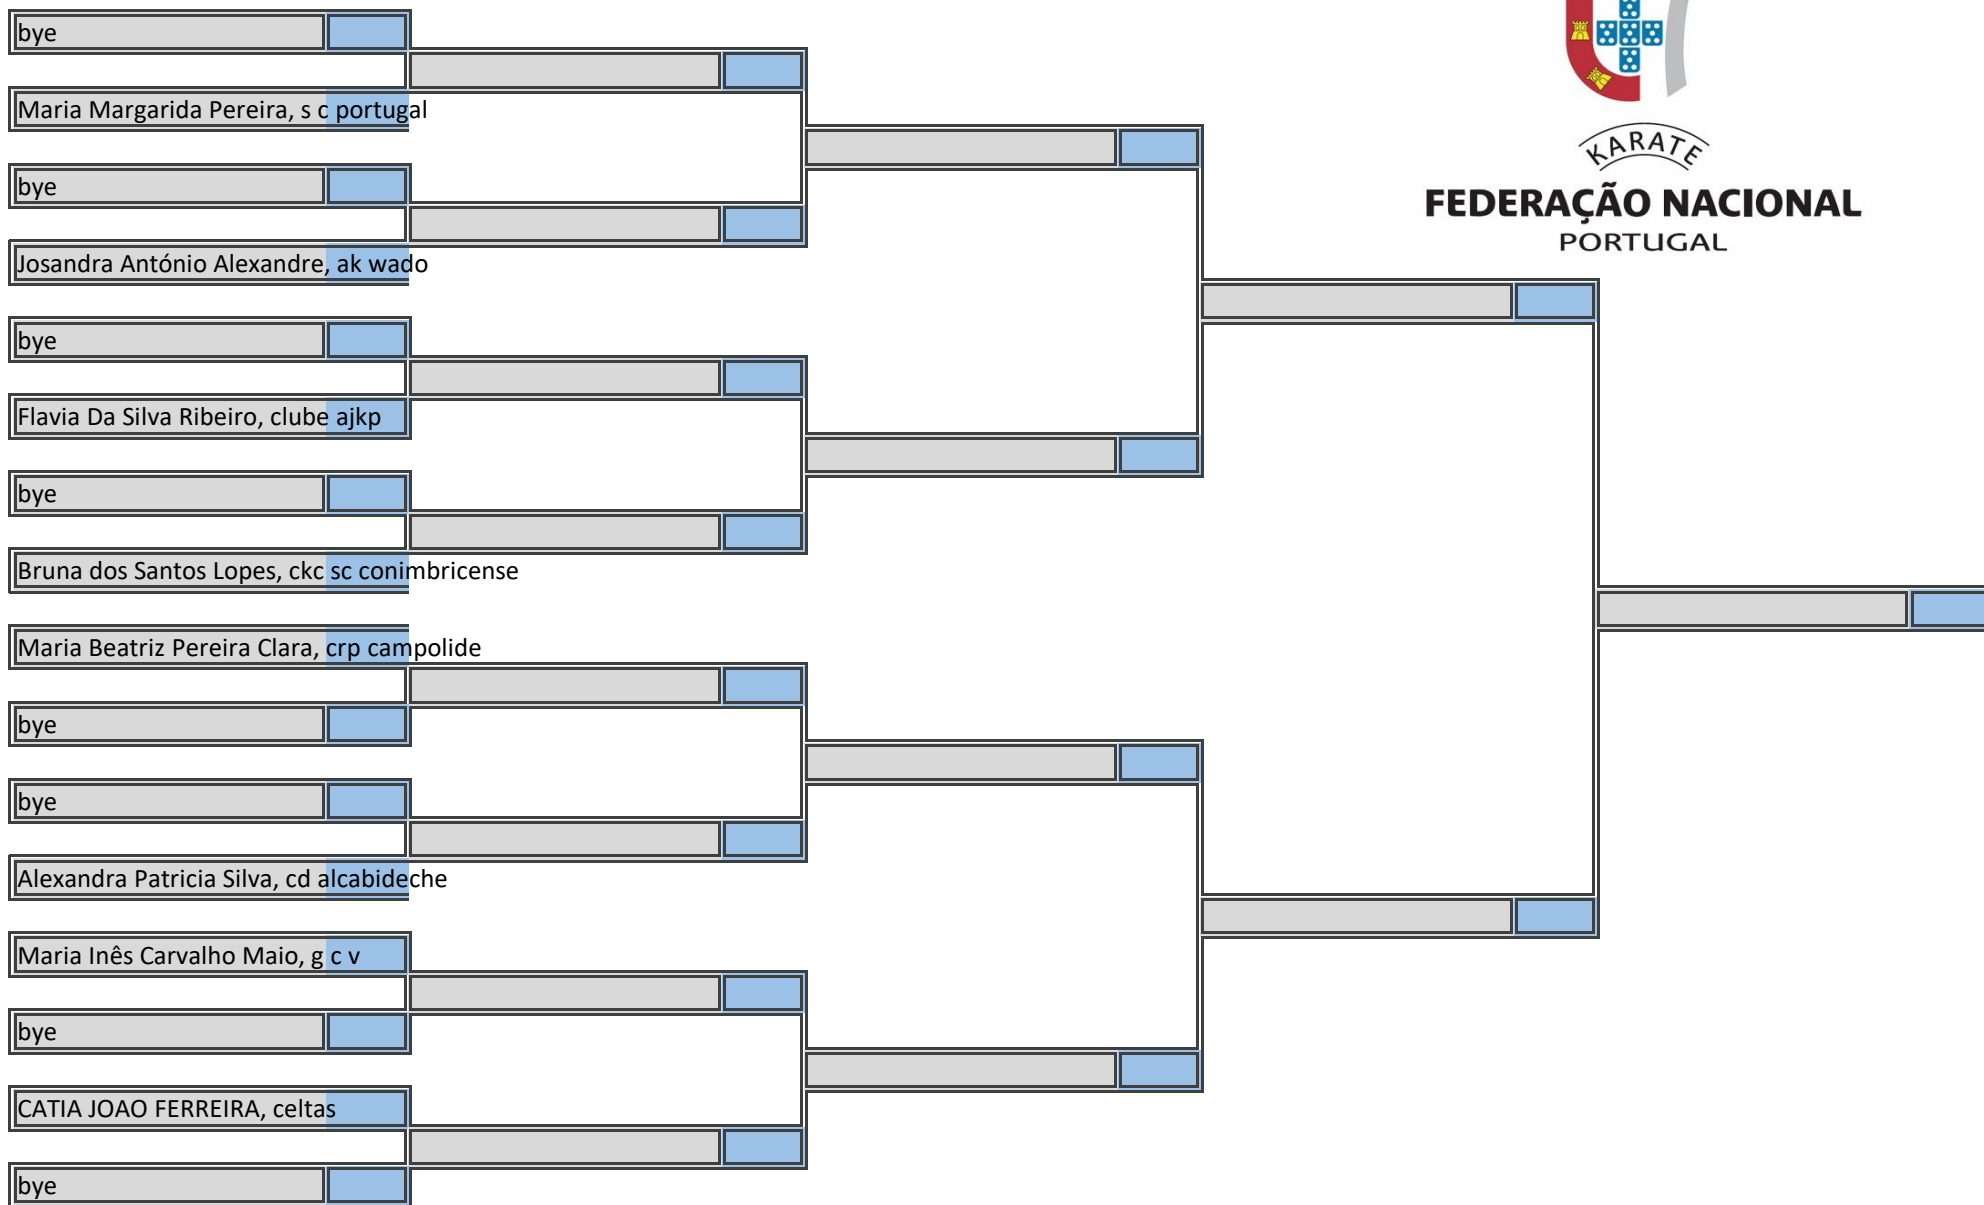 bye
Maria Margarida Pereira, s c portugal
bye
Josandra António Alexandre, ak wado
bye
Flavia Da Silva Ribeiro, clube ajkp
bye
Bruna dos Santos Lopes, ckc sc conimbricense
Maria Beatriz Pereira Clara, crp campolide
bye
bye
Alexandra Patricia Silva, cd alcabideche
Maria Inês Carvalho Maio, g c v
bye
CATIA JOAO FERREIRA, celtas
bye
KARATE
FEDERAÇÃO NACIONAL
PORTUGAL